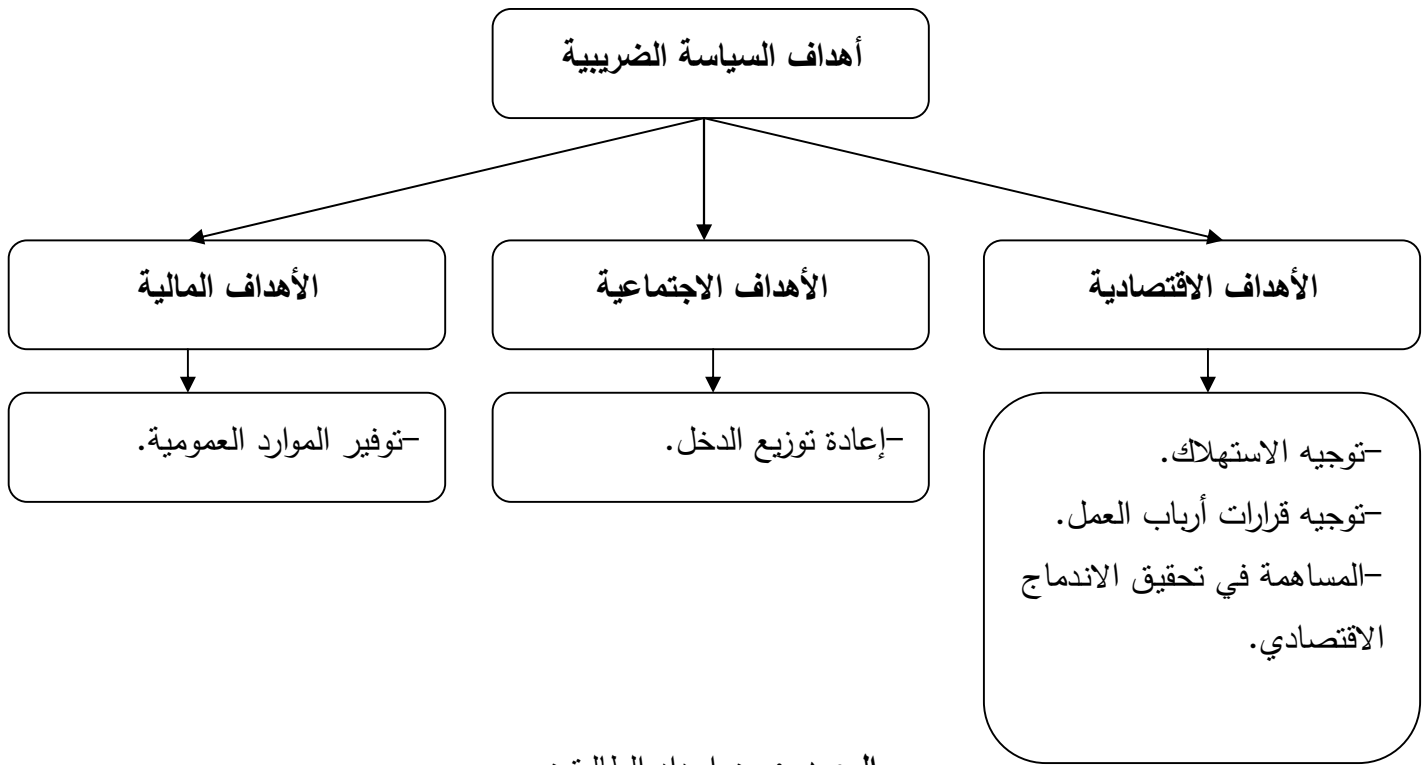 أهداف السياسة الضريبية
الأهداف الاقتصادية
الأهداف الاجتماعية
الأهداف المالية
-توجيه الاستهلاك.
-توجيه قرارات أرباب العمل.
-المساهمة في تحقيق الاندماج
الاقتصادي.
-إعادة توزيع الدخل.
-توفير الموارد العمومية.